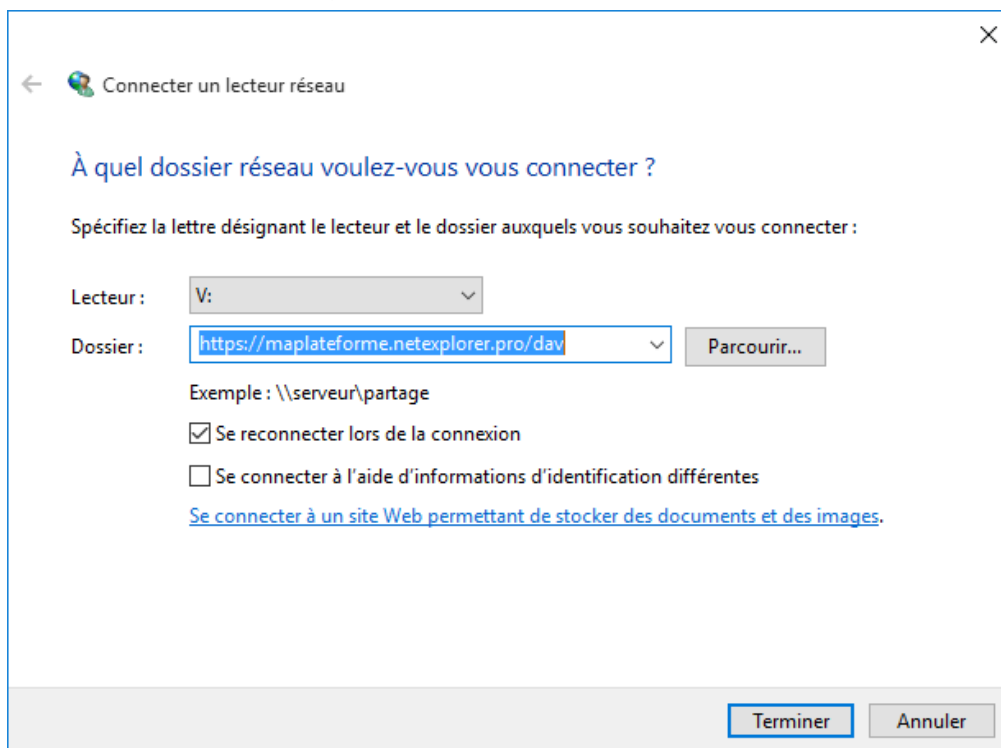 Connecter un lecteur réseau
À quel dossier réseau voulez-vous vous connecter ?
Spécifiez la lettre désignant le lecteur et le dossier auxquels vous souhaitez vous connecter :
Lecteur : V:
Dossier : https://maplateforme.netexplorer.pro/dav Parcourir...
Exemple : \\serveur\partage
Se reconnecter lors de la connexion
Se connecter à l’aide d’informations d’identification différentes
Se connecter à un site Web permettant de stocker des documents et des images.
Terminer Annuler